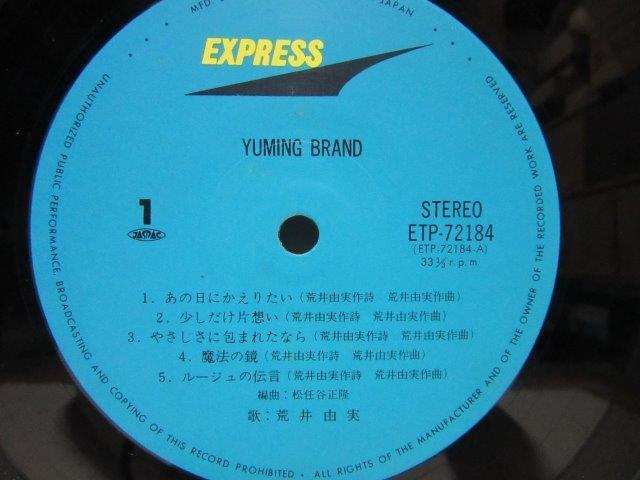 MFD. JAPAN
EXPRESS
YUMING BRAND
1
JASRAC
STEREO
ETP-72184
(ETP-72184-A)
33 1/3 r.p.m.
1. あの日にかえりたい(荒井由実作詩 荒井由実作曲)
2. 少しだけ片想い(荒井由実作詩 荒井由実作曲)
3. やさしさに包まれたなら(荒井由実作詩 荒井由実作曲)
4. 魔法の鏡(荒井由実作詩 荒井由実作曲)
5. ルージュの伝言(荒井由実作詩 荒井由実作曲)
編曲:松任谷正隆
歌:荒井由実
UNAUTHORIZED PUBLIC PERFORMANCE, BROADCASTING AND COPYING OF THIS RECORD PROHIBITED • ALL RIGHTS OF THE MANUFACTURER AND OF THE OWNER OF THE RECORDED WORK ARE RESERVED